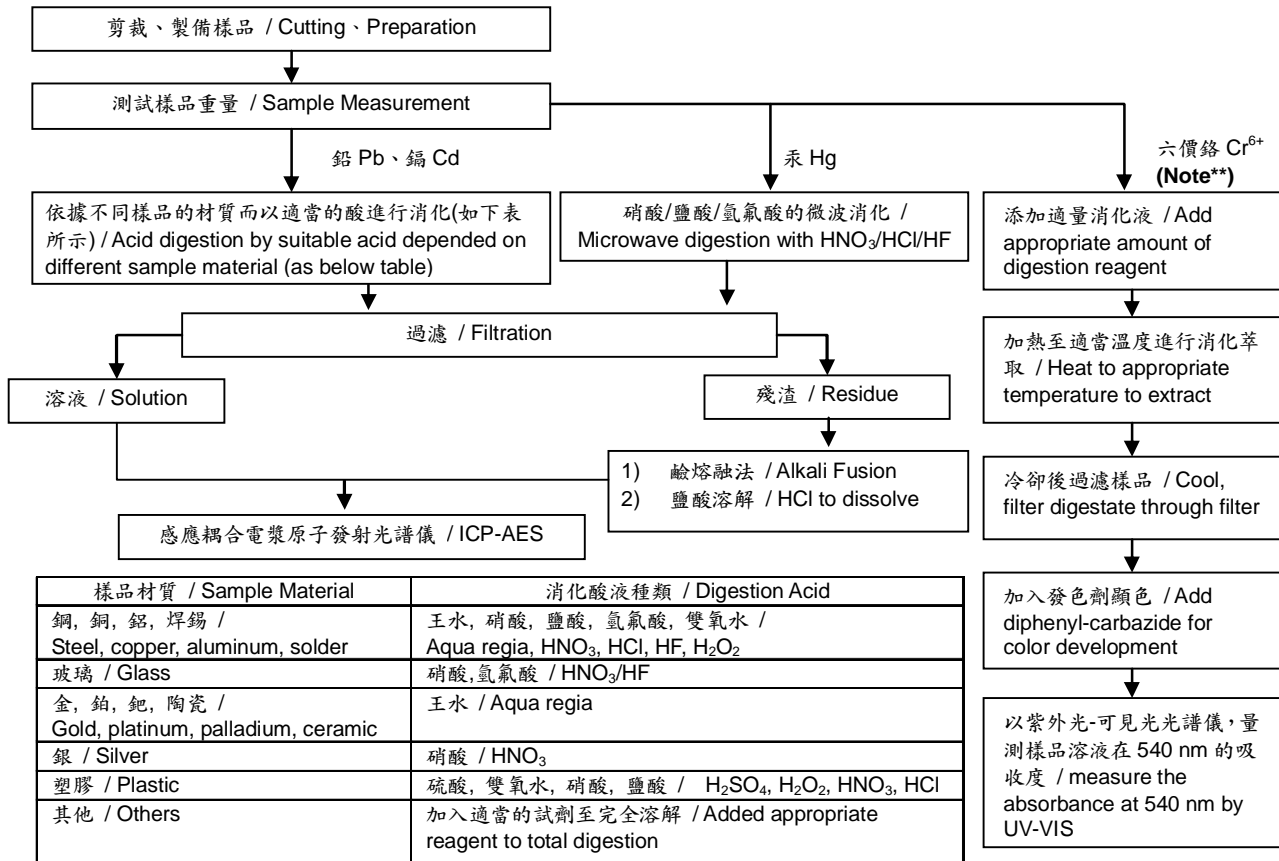 剪裁、製備樣品 / Cutting、Preparation
測試樣品重量 / Sample Measurement
鉛 Pb、鎘 Cd
汞 Hg
六價鉻 Cr⁶⁺
(Note**)
依據不同樣品的材質而以適當的酸進行消化(如下表
所示) / Acid digestion by suitable acid depended on
different sample material (as below table)
硝酸/鹽酸/氫氟酸的微波消化 /
Microwave digestion with HNO₃/HCl/HF
添加適量消化液 / Add
appropriate amount of
digestion reagent
過濾 / Filtration
加熱至適當溫度進行消化萃
取 / Heat to appropriate
temperature to extract
溶液 / Solution
殘渣 / Residue
1) 鹼熔融法 / Alkali Fusion
2) 鹽酸溶解 / HCl to dissolve
冷卻後過濾樣品 / Cool,
filter digestate through filter
感應耦合電漿原子發射光譜儀 / ICP-AES
加入發色劑顯色 / Add
diphenyl-carbazide for
color development
以紫外光-可見光光譜儀,量
測樣品溶液在 540 nm 的吸
收度 / measure the
absorbance at 540 nm by
UV-VIS
樣品材質 / Sample Material 消化酸液種類 / Digestion Acid
鋼, 銅, 鋁, 焊錫 / 王水, 硝酸, 鹽酸, 氫氟酸, 雙氧水 /
Steel, copper, aluminum, solder Aqua regia, HNO₃, HCl, HF, H₂O₂
玻璃 / Glass 硝酸,氫氟酸 / HNO₃/HF
金, 鉑, 鈀, 陶瓷 / 王水 / Aqua regia
Gold, platinum, palladium, ceramic
銀 / Silver 硝酸 / HNO₃
塑膠 / Plastic 硫酸, 雙氧水, 硝酸, 鹽酸 / H₂SO₄, H₂O₂, HNO₃, HCl
其他 / Others 加入適當的試劑至完全溶解 / Added appropriate
reagent to total digestion